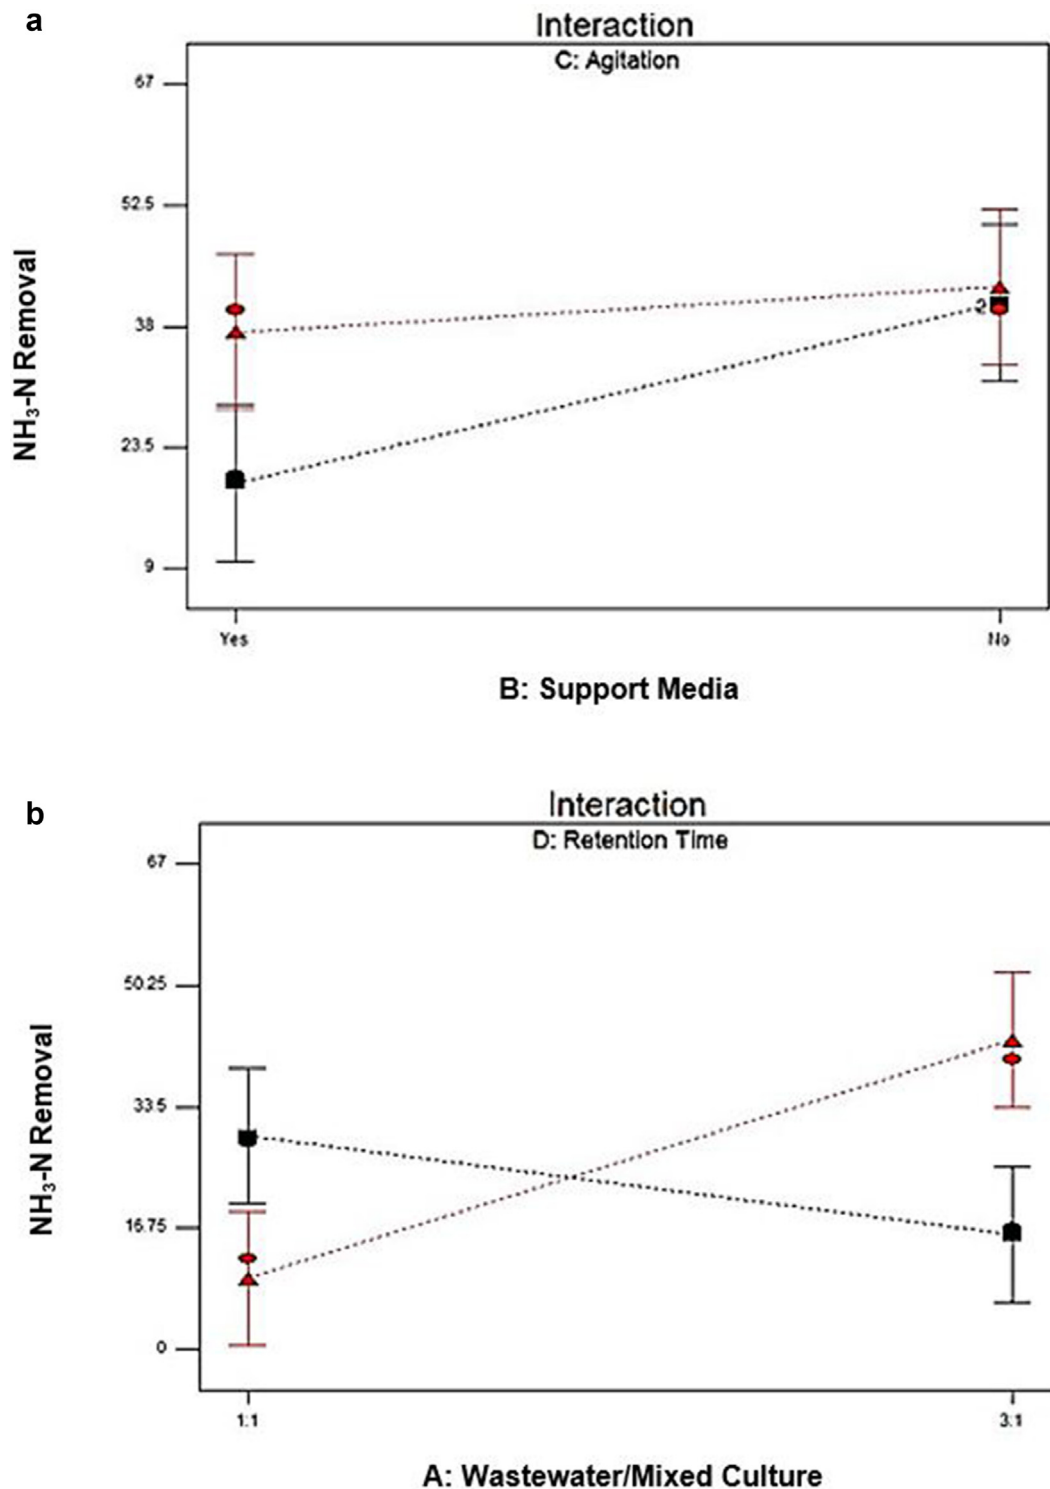 a
Interaction
C: Agitation
67
52.5
38
23.5
9
NH₃-N Removal
2
Yes
No
B: Support Media
b
Interaction
D: Retention Time
67
50.25
33.5
16.75
0
NH₃-N Removal
1:1
3:1
A: Wastewater/Mixed Culture